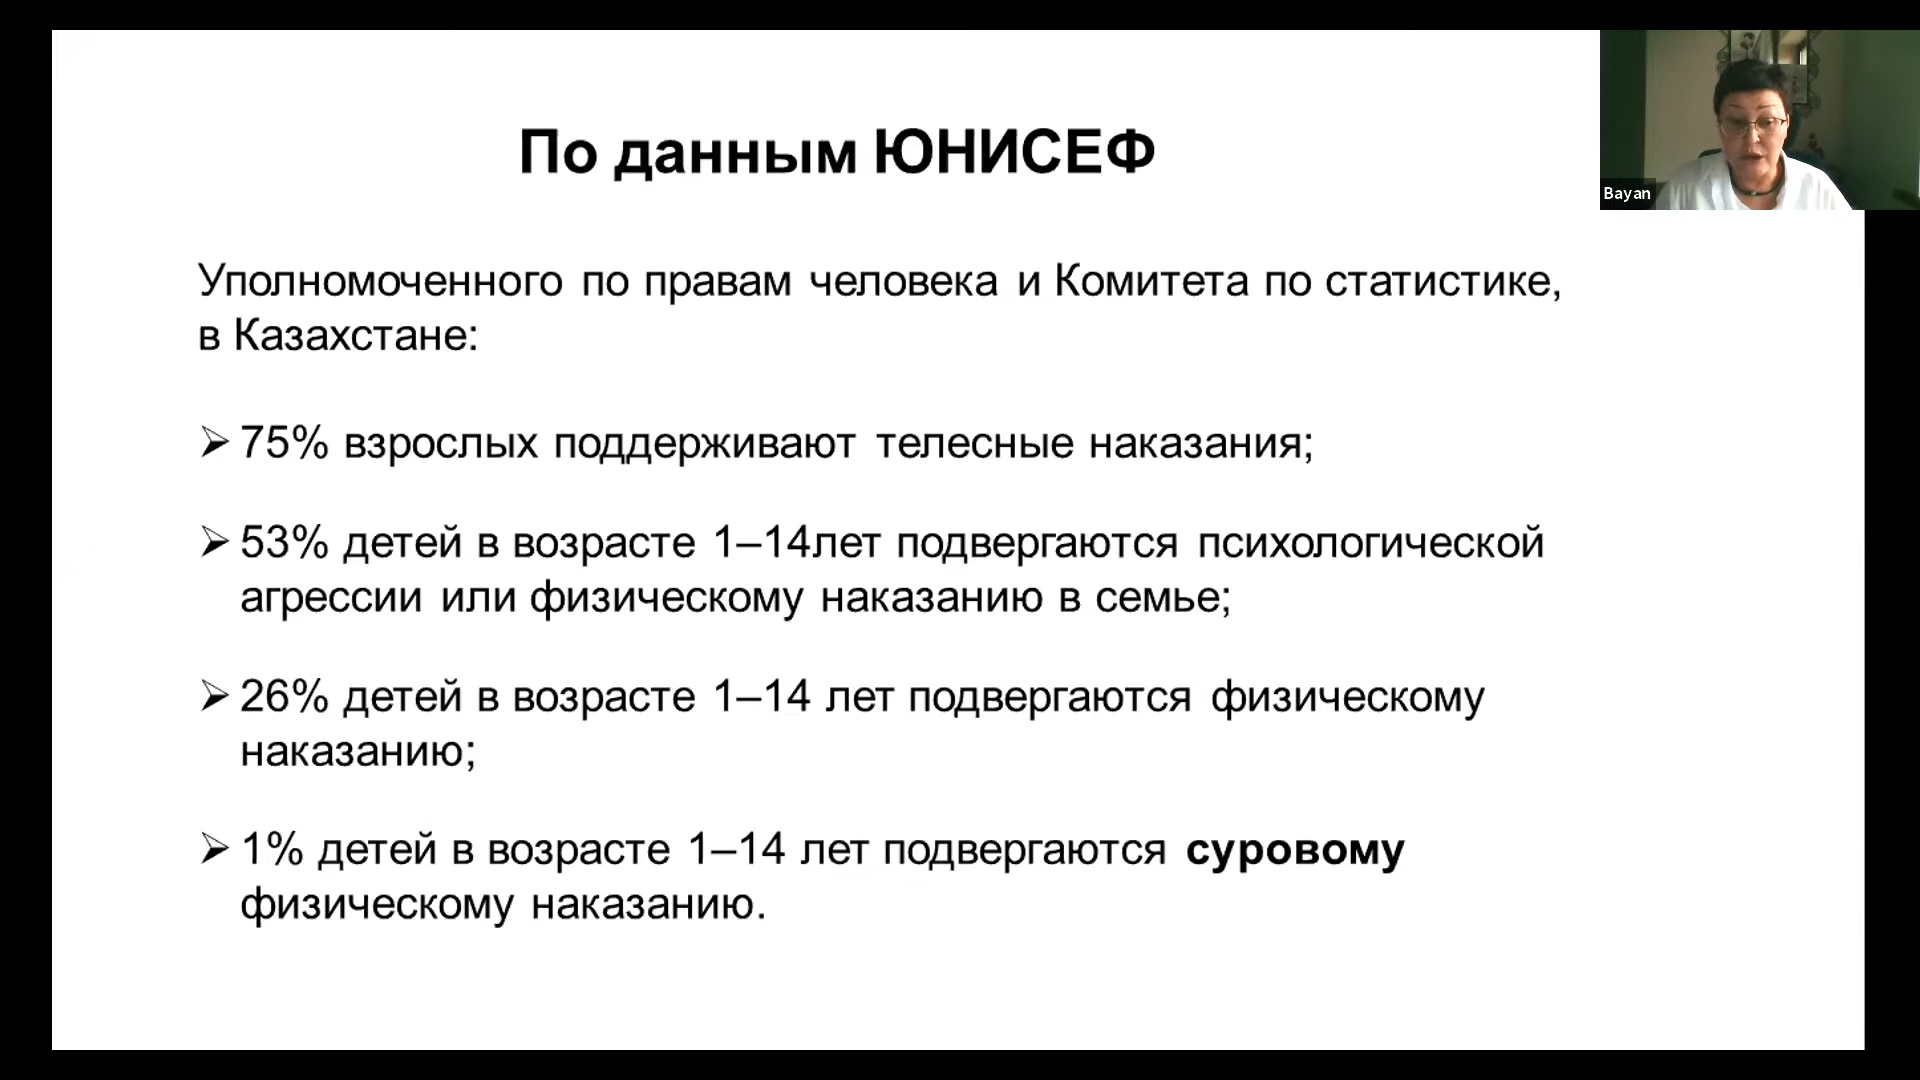 По данным ЮНИСЕФ
Bayan
Уполномоченного по правам человека и Комитета по статистике,
в Казахстане:
➢ 75% взрослых поддерживают телесные наказания;
➢ 53% детей в возрасте 1–14лет подвергаются психологической
агрессии или физическому наказанию в семье;
➢ 26% детей в возрасте 1–14 лет подвергаются физическому
наказанию;
➢ 1% детей в возрасте 1–14 лет подвергаются суровому
физическому наказанию.